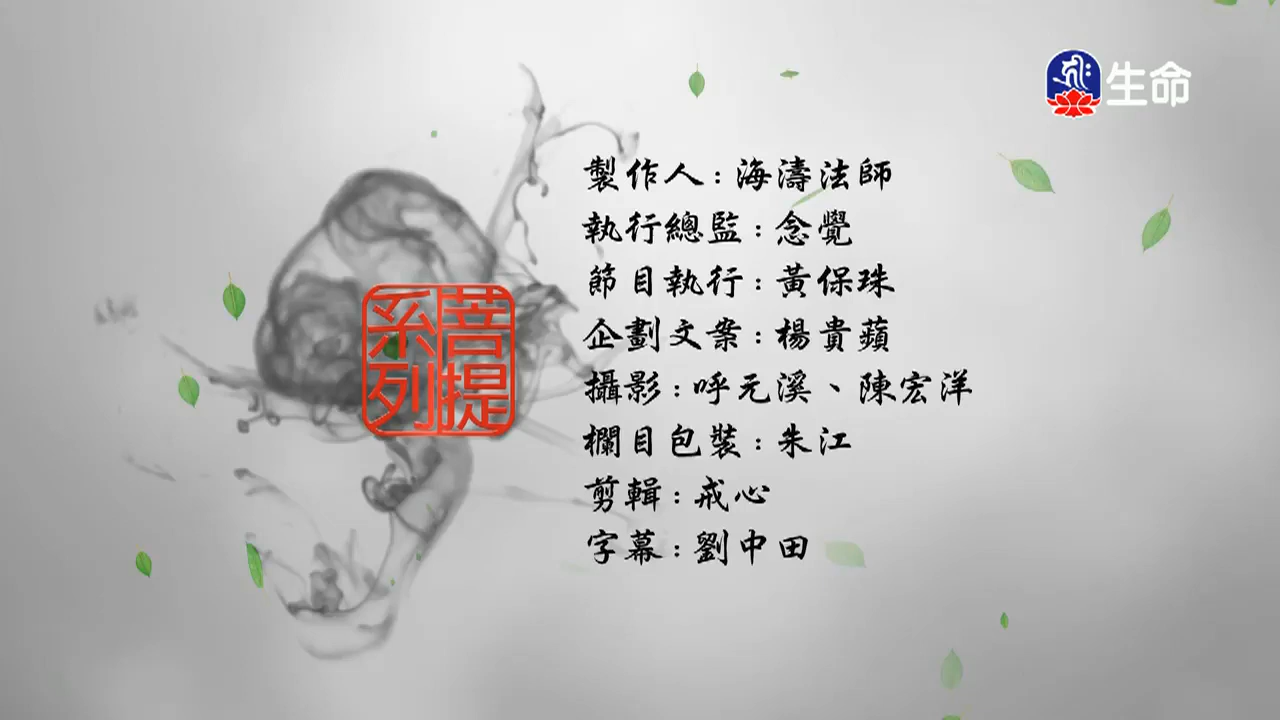 生命
製作人：海濤法師
執行總監：念覺
節目執行：黃保珠
企劃文案：楊貴蘋
攝影：呼元溪、陳宏洋
欄目包裝：朱江
剪輯：戒心
字幕：劉中田
菩提
系列